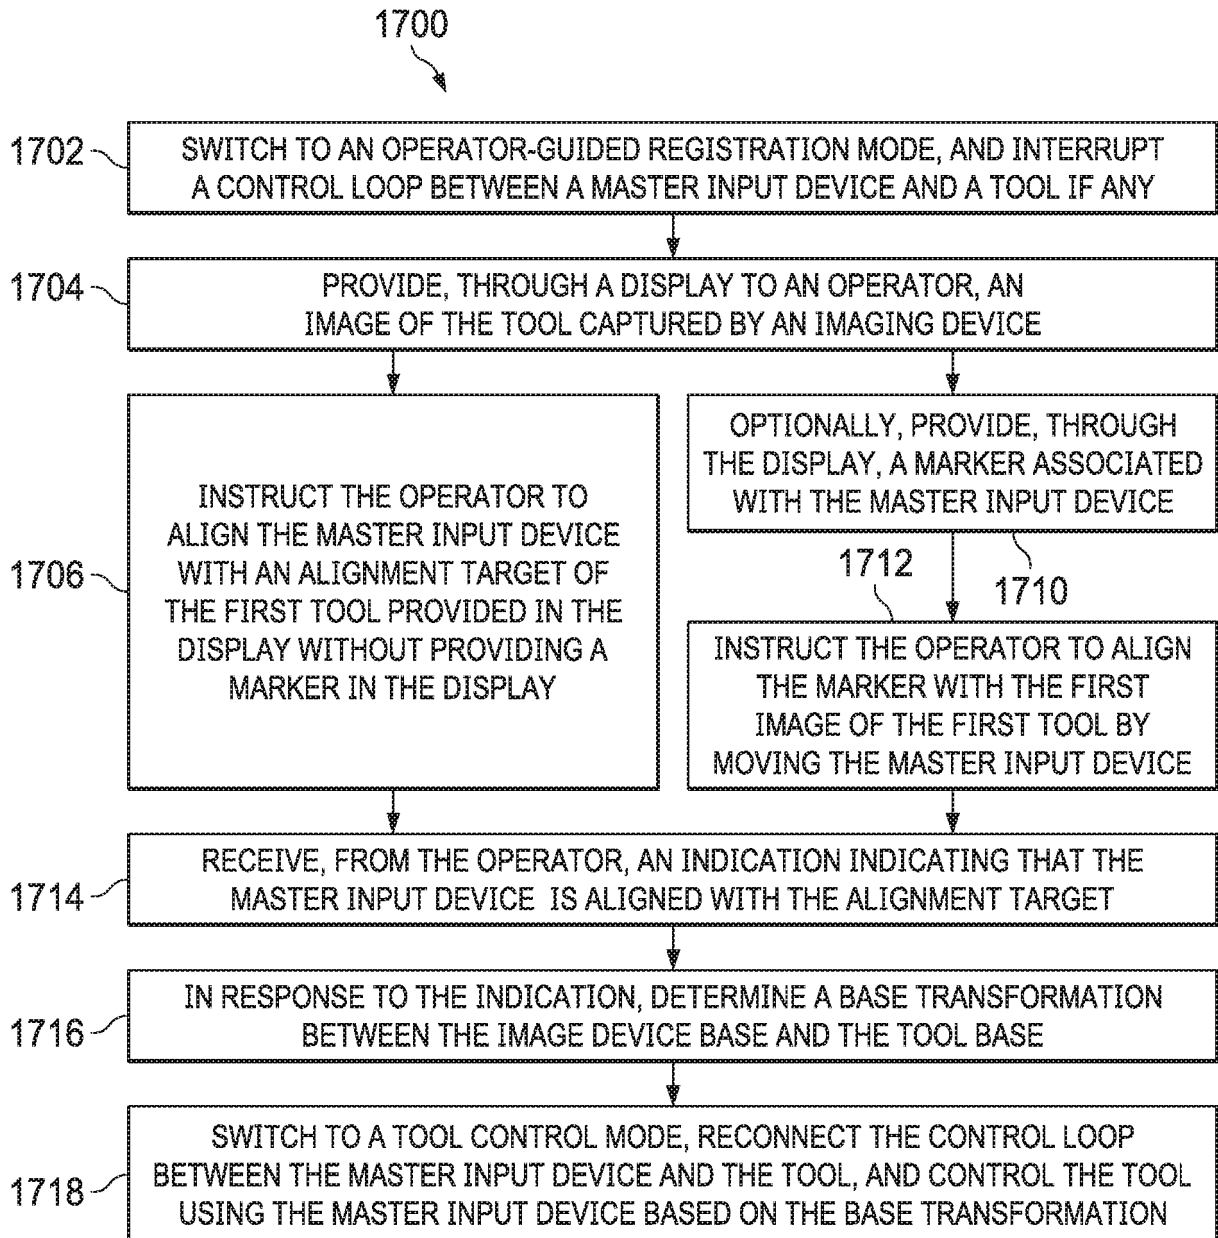 1700
1702
SWITCH TO AN OPERATOR-GUIDED REGISTRATION MODE, AND INTERRUPT
A CONTROL LOOP BETWEEN A MASTER INPUT DEVICE AND A TOOL IF ANY
1704
PROVIDE, THROUGH A DISPLAY TO AN OPERATOR, AN
IMAGE OF THE TOOL CAPTURED BY AN IMAGING DEVICE
1706
INSTRUCT THE OPERATOR TO
ALIGN THE MASTER INPUT DEVICE
WITH AN ALIGNMENT TARGET OF
THE FIRST TOOL PROVIDED IN THE
DISPLAY WITHOUT PROVIDING A
MARKER IN THE DISPLAY
OPTIONALLY, PROVIDE, THROUGH
THE DISPLAY, A MARKER ASSOCIATED
WITH THE MASTER INPUT DEVICE
1710
1712
INSTRUCT THE OPERATOR TO ALIGN
THE MARKER WITH THE FIRST
IMAGE OF THE FIRST TOOL BY
MOVING THE MASTER INPUT DEVICE
1714
RECEIVE, FROM THE OPERATOR, AN INDICATION INDICATING THAT THE
MASTER INPUT DEVICE IS ALIGNED WITH THE ALIGNMENT TARGET
1716
IN RESPONSE TO THE INDICATION, DETERMINE A BASE TRANSFORMATION
BETWEEN THE IMAGE DEVICE BASE AND THE TOOL BASE
1718
SWITCH TO A TOOL CONTROL MODE, RECONNECT THE CONTROL LOOP
BETWEEN THE MASTER INPUT DEVICE AND THE TOOL, AND CONTROL THE TOOL
USING THE MASTER INPUT DEVICE BASED ON THE BASE TRANSFORMATION